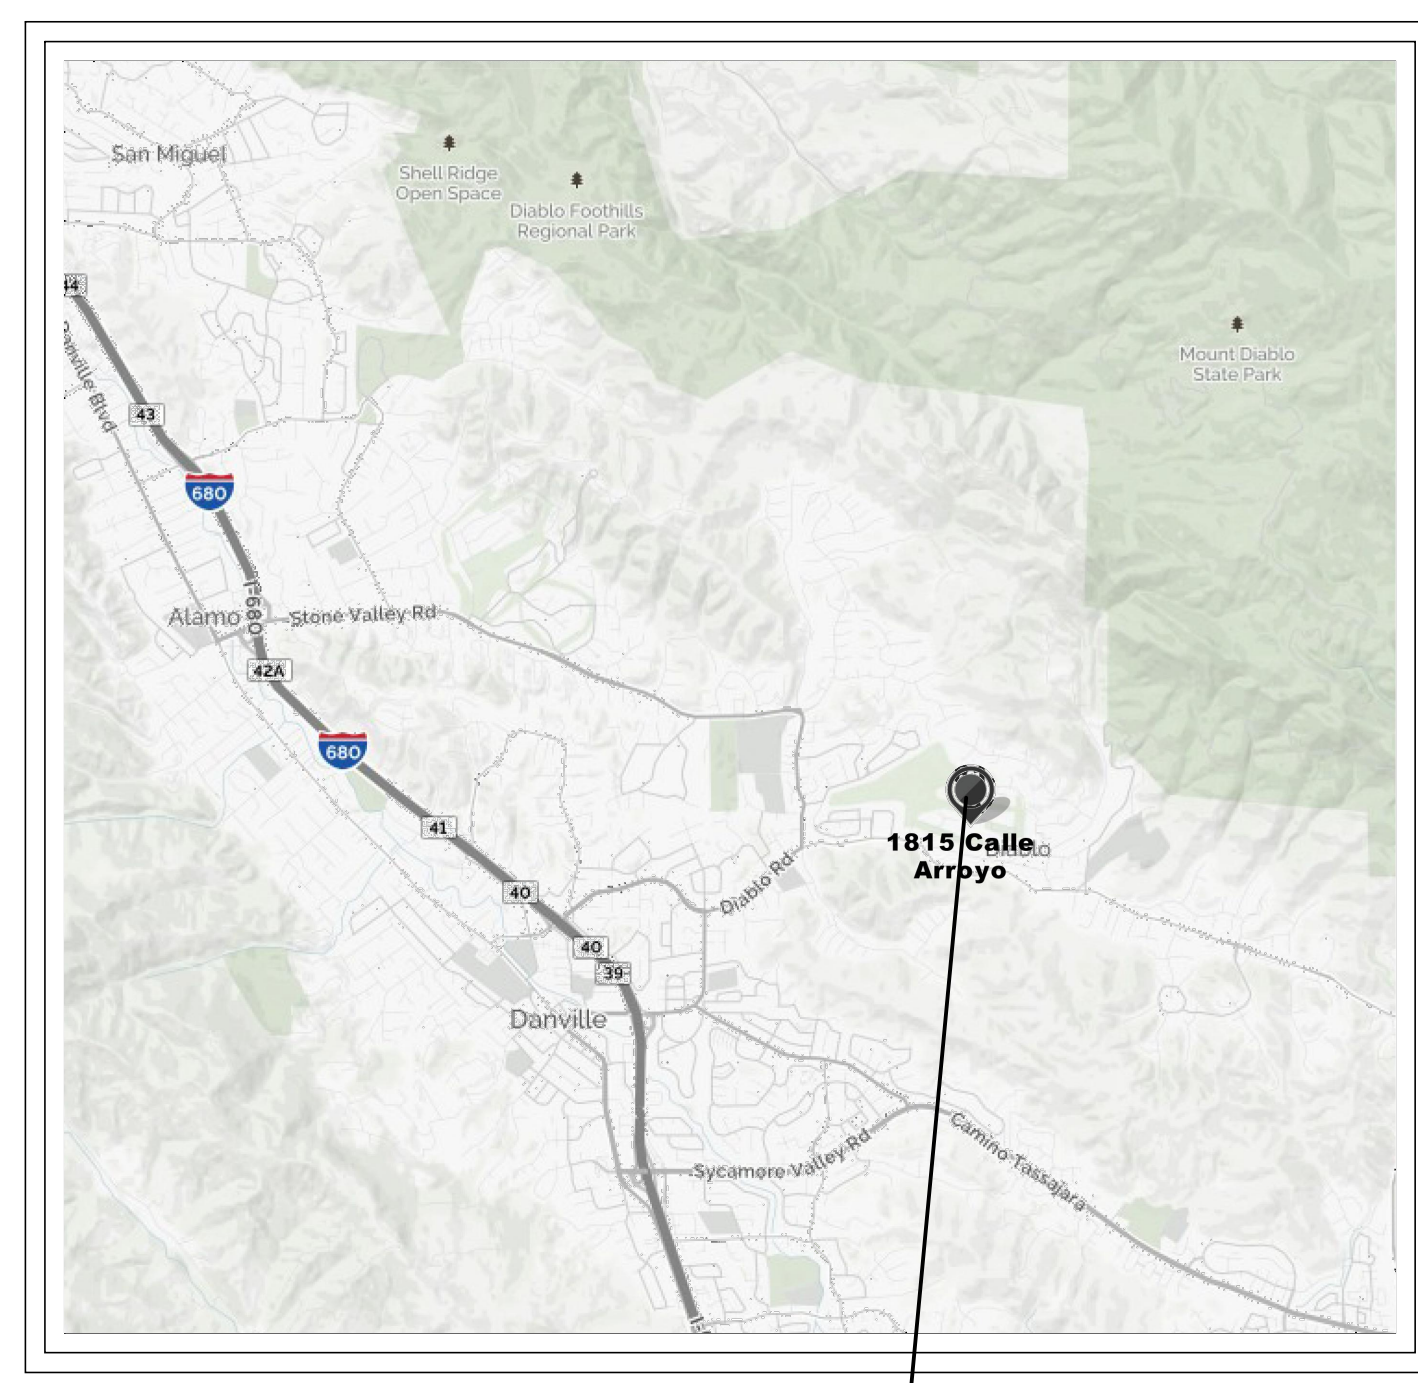 San Miguel
Shell Ridge
Open Space
Diablo Foothills
Regional Park
44
Mount Diablo
State Park
Danville Blvd
43
680
I-680
Alamo
Stone Valley Rd
42A
680
41
1815 Calle
Arroyo
Diablo
40
Diablo Rd
40
39
Danville
Camino Tassajara
Sycamore Valley Rd